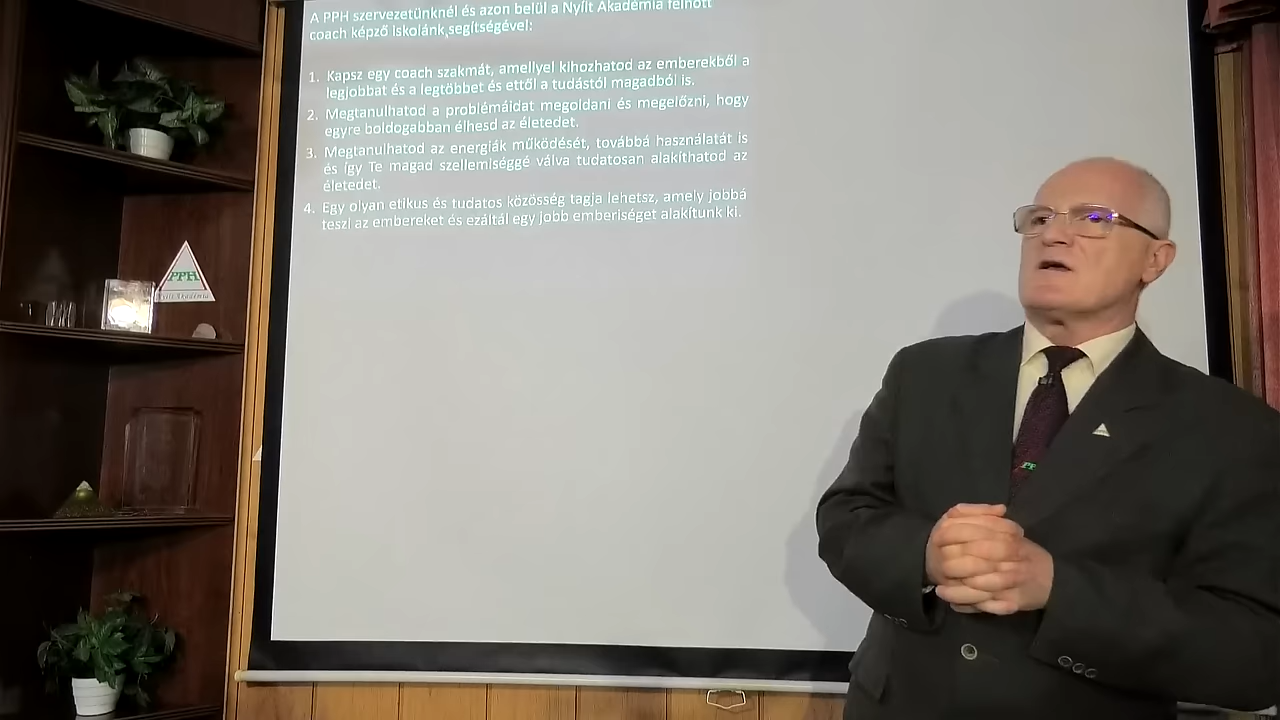 A PPH szervezetünknél és azon belül a Nyílt Akadémia felnőtt
coach képző iskolánk segítségével:
1. Kapsz egy coach szakmát, amellyel kihozhatod az emberekből a
legjobbat és a legtöbbet és ettől a tudástól magadból is.
2. Megtanulhatod a problémáidat megoldani és megelőzni, hogy
egyre boldogabban élhesd az életedet.
3. Megtanulhatod az energiák működését, továbbá használatát is
és így Te magad szellemiséggé válva tudatosan alakíthatod az
életedet.
4. Egy olyan etikus és tudatos közösség tagja lehetsz, amely jobbá
teszi az embereket és ezáltál egy jobb emberiséget alakítunk ki.
PPH
Nyílt Akadémia